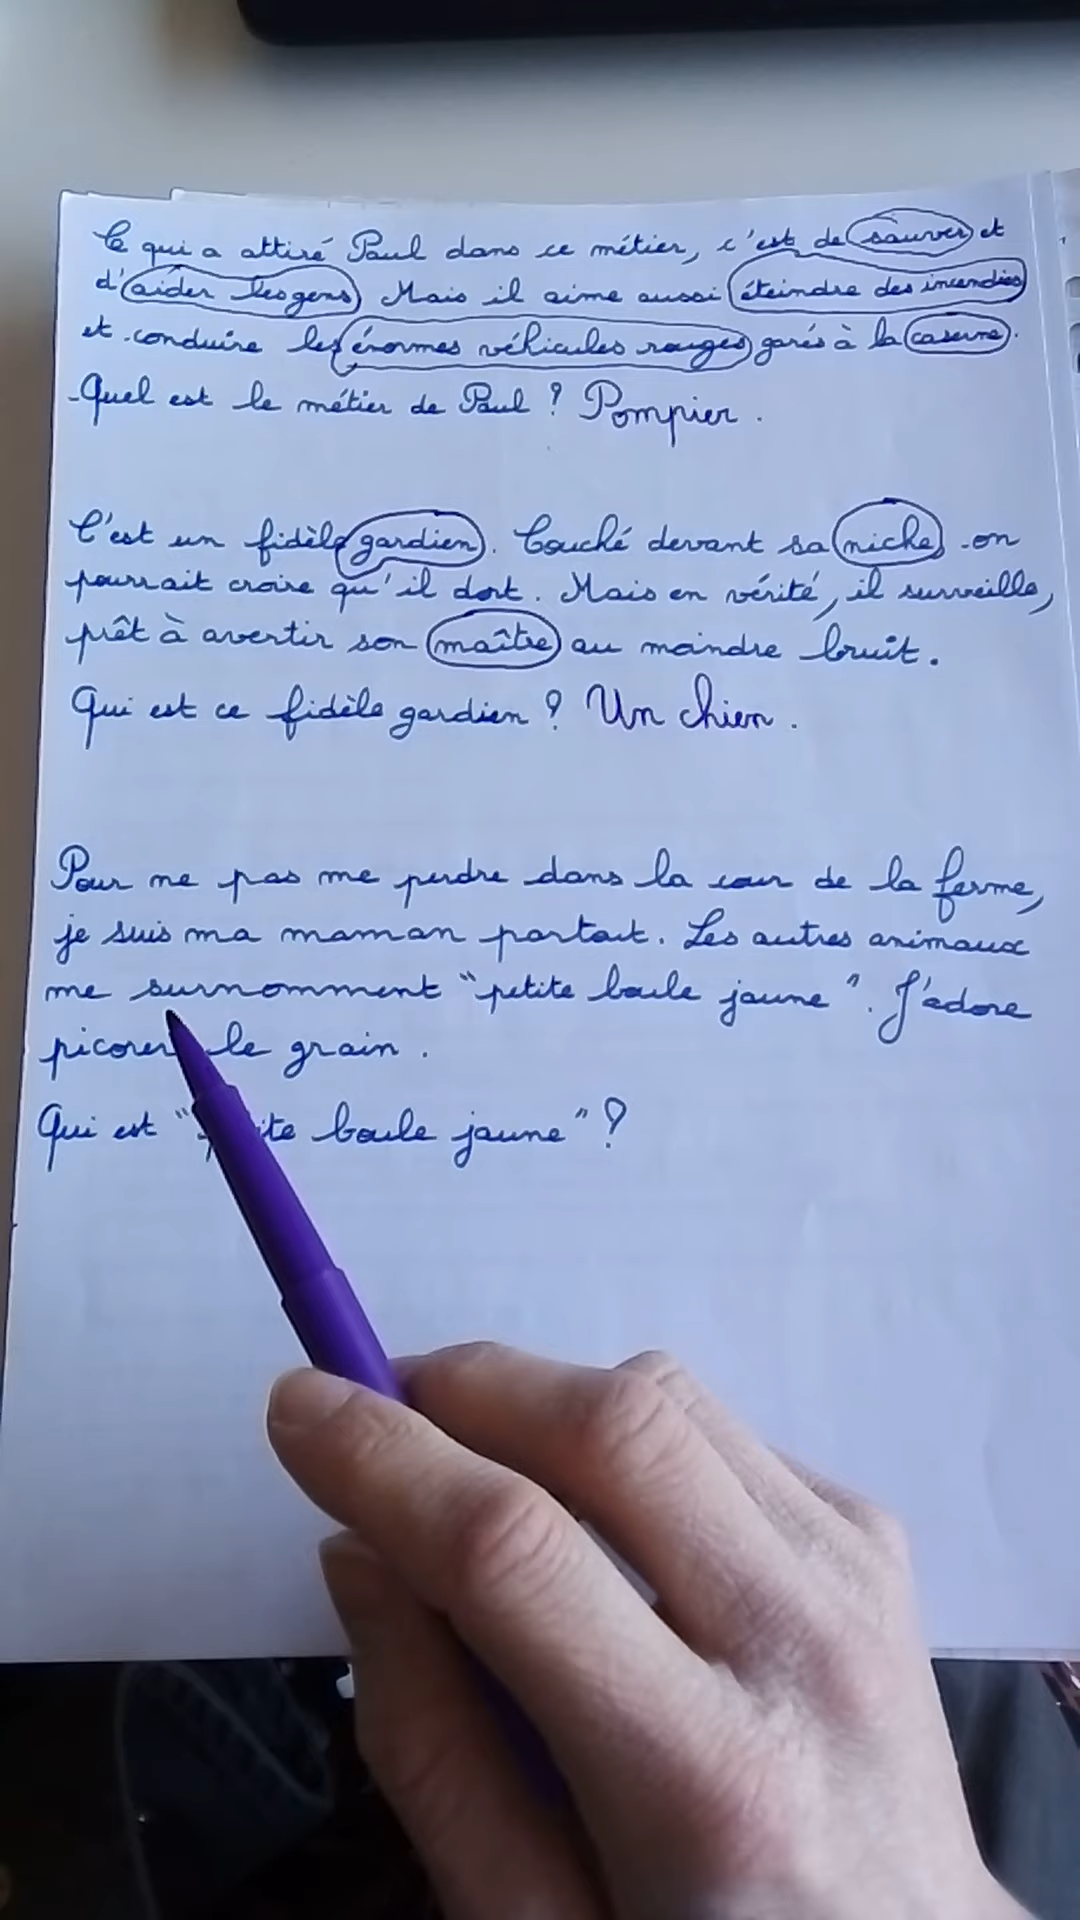 Ce qui a attiré Paul dans ce métier, c'est de sauver et
d'aider les gens. Mais il aime aussi éteindre des incendies
et conduire les énormes véhicules rouges garés à la caserne.
Quel est le métier de Paul ? Pompier.
C'est un fidèle gardien. Couché devant sa niche, on
pourrait croire qu'il dort. Mais en vérité, il surveille,
prêt à avertir son maître au moindre bruit.
Qui est ce fidèle gardien ? Un chien.
Pour ne pas me perdre dans la cour de la ferme,
je suis ma maman partout. Les autres animaux
me surnomment "petite boule jaune". J'adore
picorer le grain.
Qui est "petite boule jaune" ?